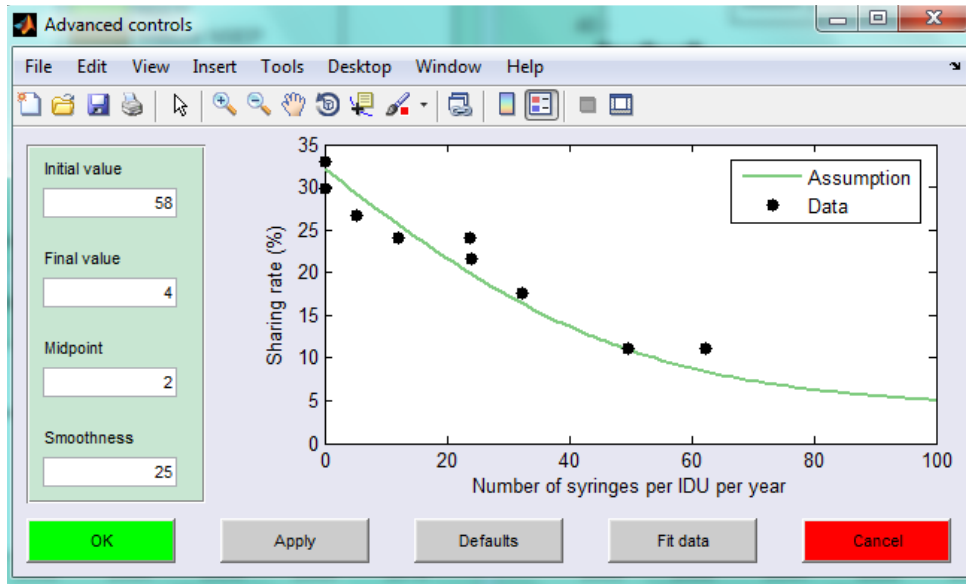 Advanced controls
File Edit View Insert Tools Desktop Window Help
Initial value
58
Final value
4
Midpoint
2
Smoothness
25
35
30
25
20
15
10
5
0
Sharing rate (%)
0 20 40 60 80 100
Number of syringes per IDU per year
Assumption
Data
OK Apply Defaults Fit data Cancel